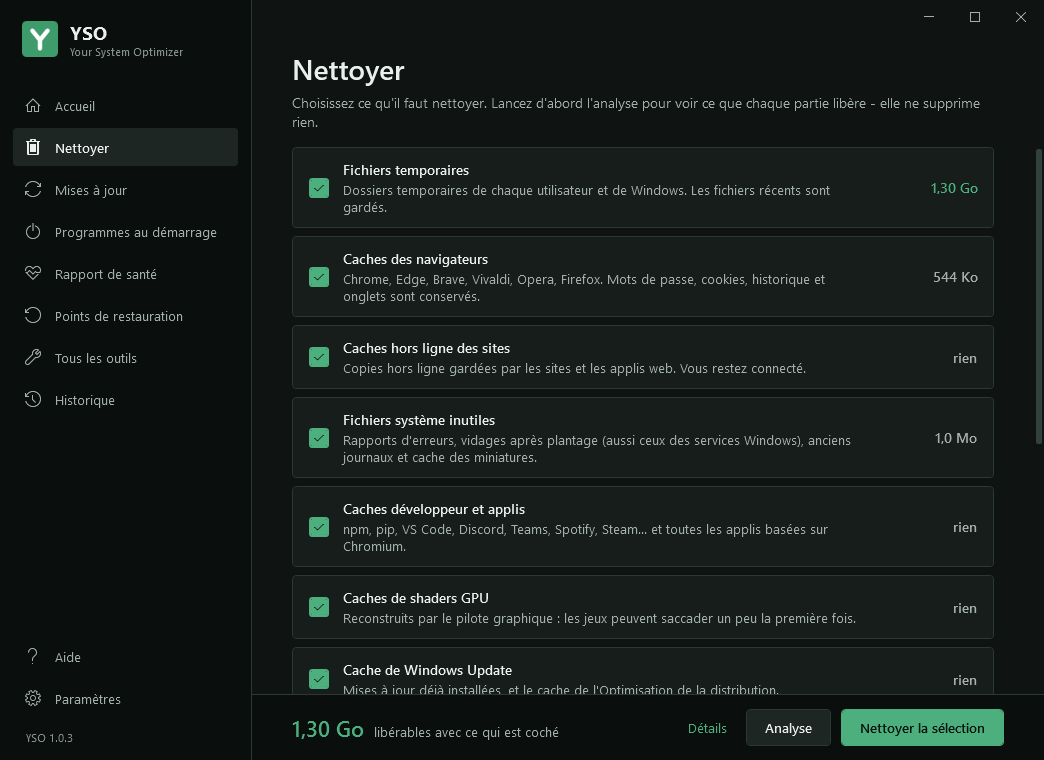 YSO
Your System Optimizer
Accueil
Nettoyer
Mises à jour
Programmes au démarrage
Rapport de santé
Points de restauration
Tous les outils
Historique
Aide
Paramètres
YSO 1.0.3
Nettoyer
Choisissez ce qu'il faut nettoyer. Lancez d'abord l'analyse pour voir ce que chaque partie libère - elle ne supprime
rien.
Fichiers temporaires
Dossiers temporaires de chaque utilisateur et de Windows. Les fichiers récents sont
gardés.
1,30 Go
Caches des navigateurs
Chrome, Edge, Brave, Vivaldi, Opera, Firefox. Mots de passe, cookies, historique et
onglets sont conservés.
544 Ko
Caches hors ligne des sites
Copies hors ligne gardées par les sites et les applis web. Vous restez connecté.
rien
Fichiers système inutiles
Rapports d'erreurs, vidages après plantage (aussi ceux des services Windows), anciens
journaux et cache des miniatures.
1,0 Mo
Caches développeur et applis
npm, pip, VS Code, Discord, Teams, Spotify, Steam... et toutes les applis basées sur
Chromium.
rien
Caches de shaders GPU
Reconstruits par le pilote graphique : les jeux peuvent saccader un peu la première fois.
rien
Cache de Windows Update
Mises à jour déjà installées, et le cache de l'Optimisation de la distribution.
rien
1,30 Go libérables avec ce qui est coché
Détails
Analyse
Nettoyer la sélection